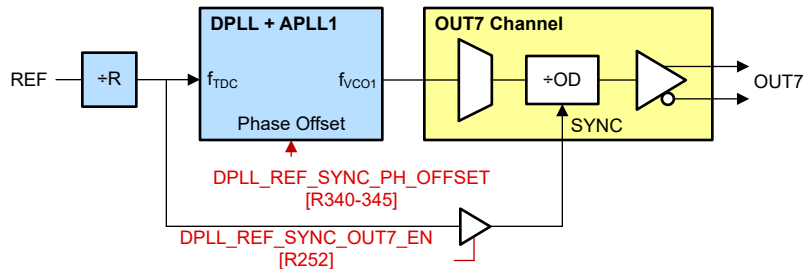 DPLL + APLL1
OUT7 Channel
REF
÷R
fTDC
fVCO1
÷OD
OUT7
Phase Offset
SYNC
DPLL_REF_SYNC_PH_OFFSET
[R340-345]
DPLL_REF_SYNC_OUT7_EN
[R252]